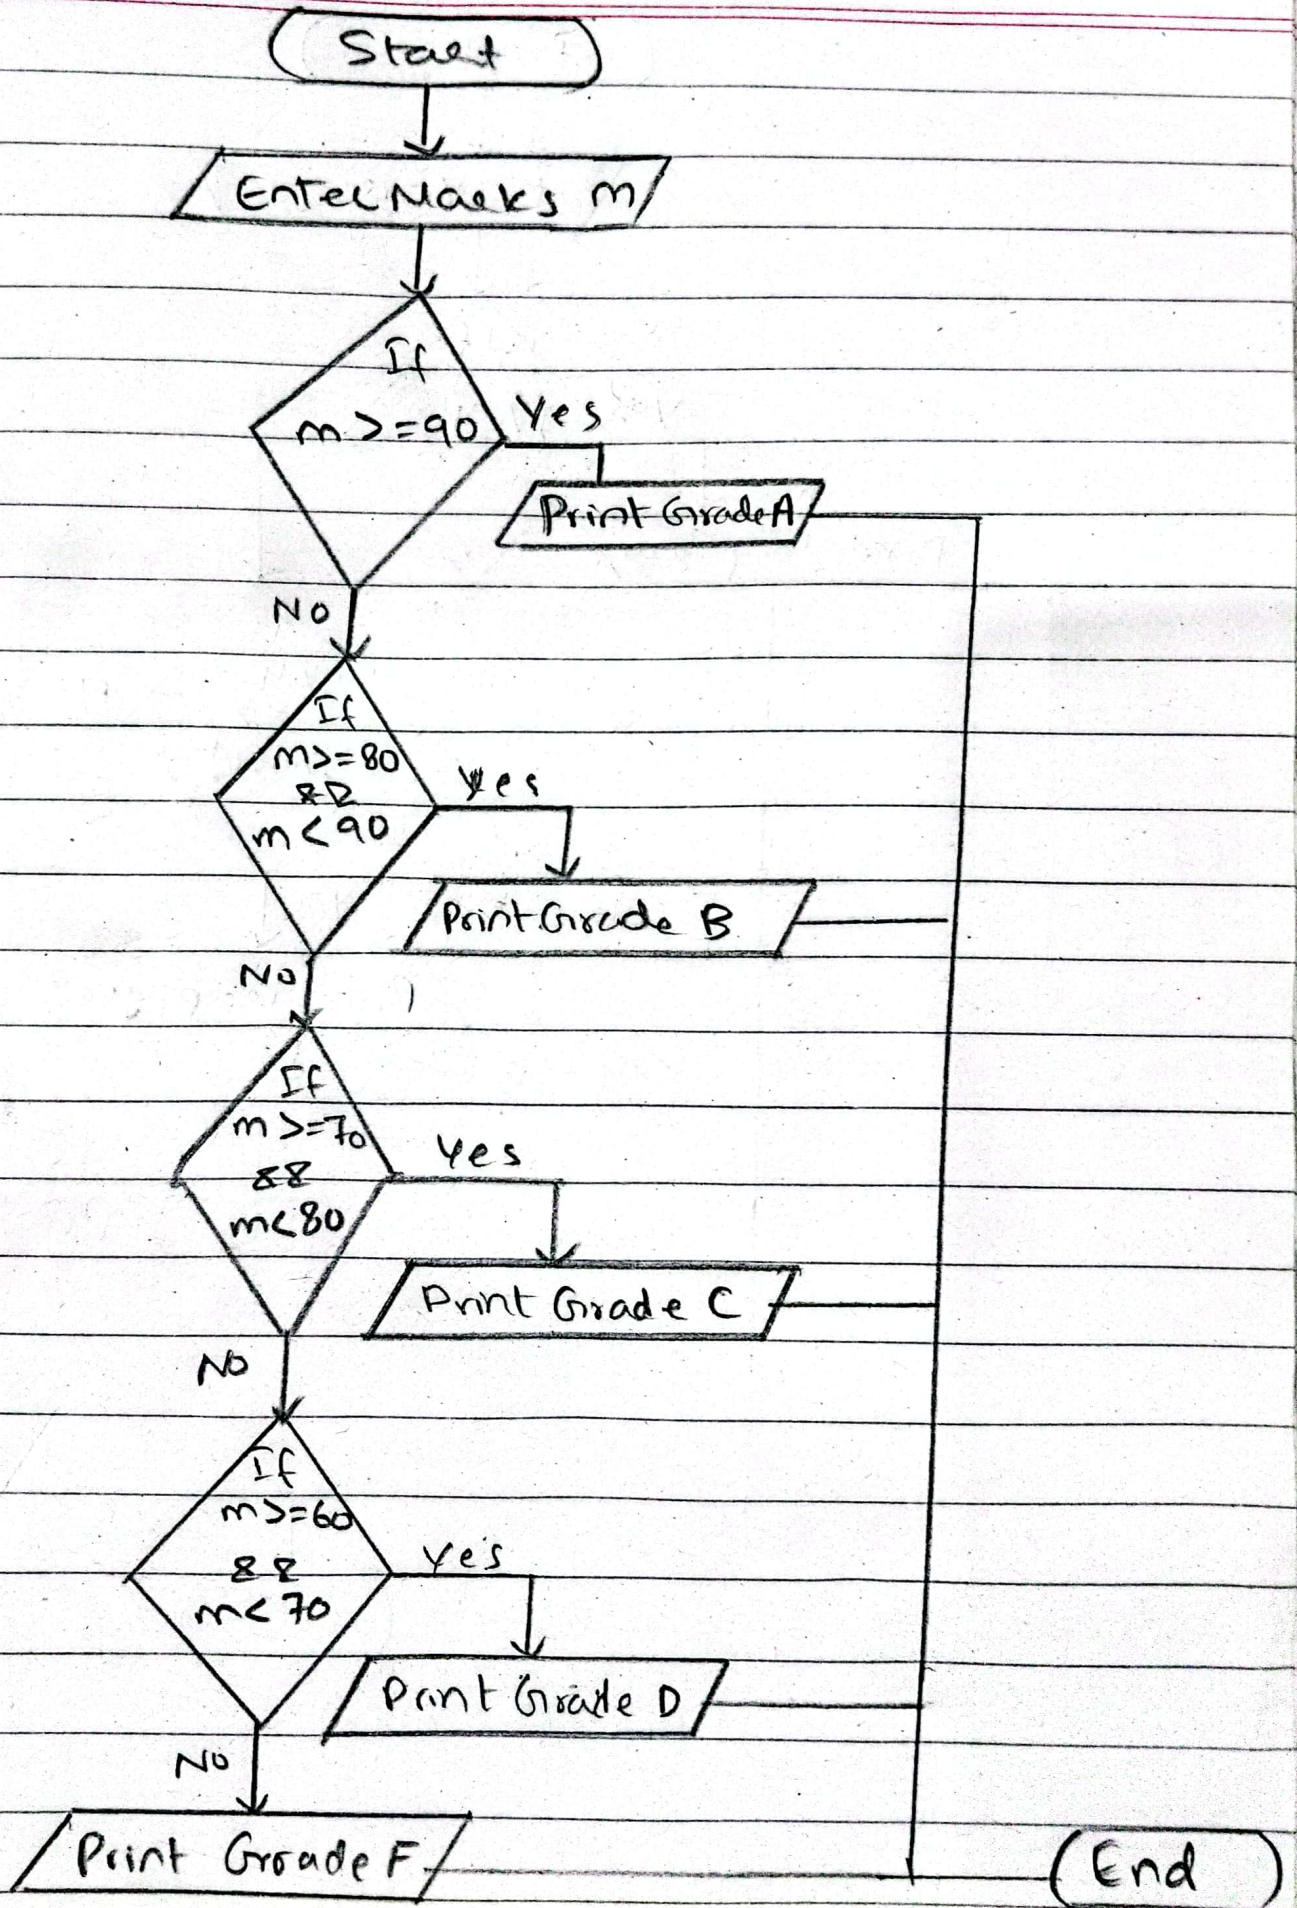 Start
Enter Marks m
If
m >= 90
Yes
Print Grade A
NO
If
m>=80
&&
m < 90
Yes
Print Grade B
NO
If
m >=70
&&
m<80
Yes
Print Grade C
NO
If
m>=60
&&
m< 70
Yes
Print Grade D
NO
Print Grade F
End